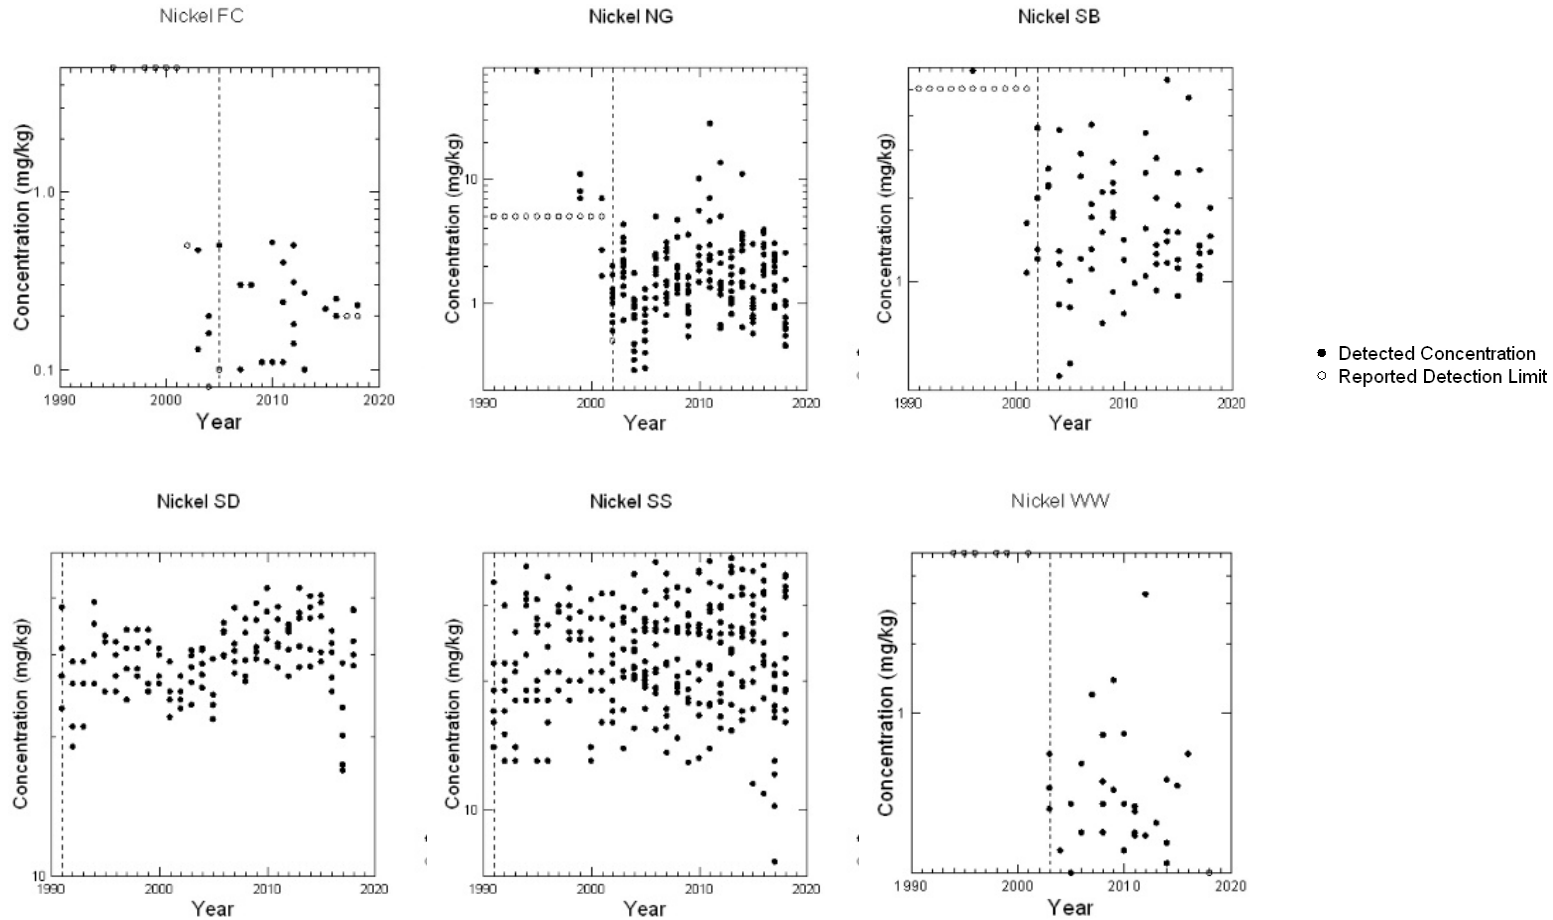 Nickel FC
Nickel NG
Nickel SB
Concentration (mg/kg)
1.0
0.1
1990
2000
2010
2020
Year
Concentration (mg/kg)
10
1
1990
2000
2010
2020
Year
Concentration (mg/kg)
1
1990
2000
2010
2020
Year
Detected Concentration
Reported Detection Limit
Nickel SD
Nickel SS
Nickel WW
Concentration (mg/kg)
10
1990
2000
2010
2020
Year
Concentration (mg/kg)
10
1990
2000
2010
2020
Year
Concentration (mg/kg)
1
1990
2000
2010
2020
Year